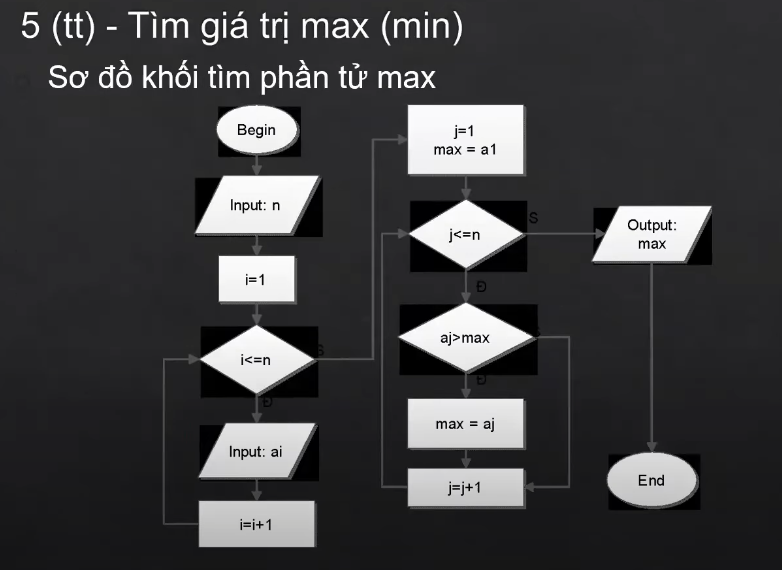 5 (tt) - Tìm giá trị max (min)
Sơ đồ khối tìm phần tử max
Begin
Input: n
i=1
i<=n
S
Đ
Input: ai
i=i+1
j=1
max = a1
j<=n
S
Đ
aj>max
S
Đ
max = aj
j=j+1
Output:
max
End